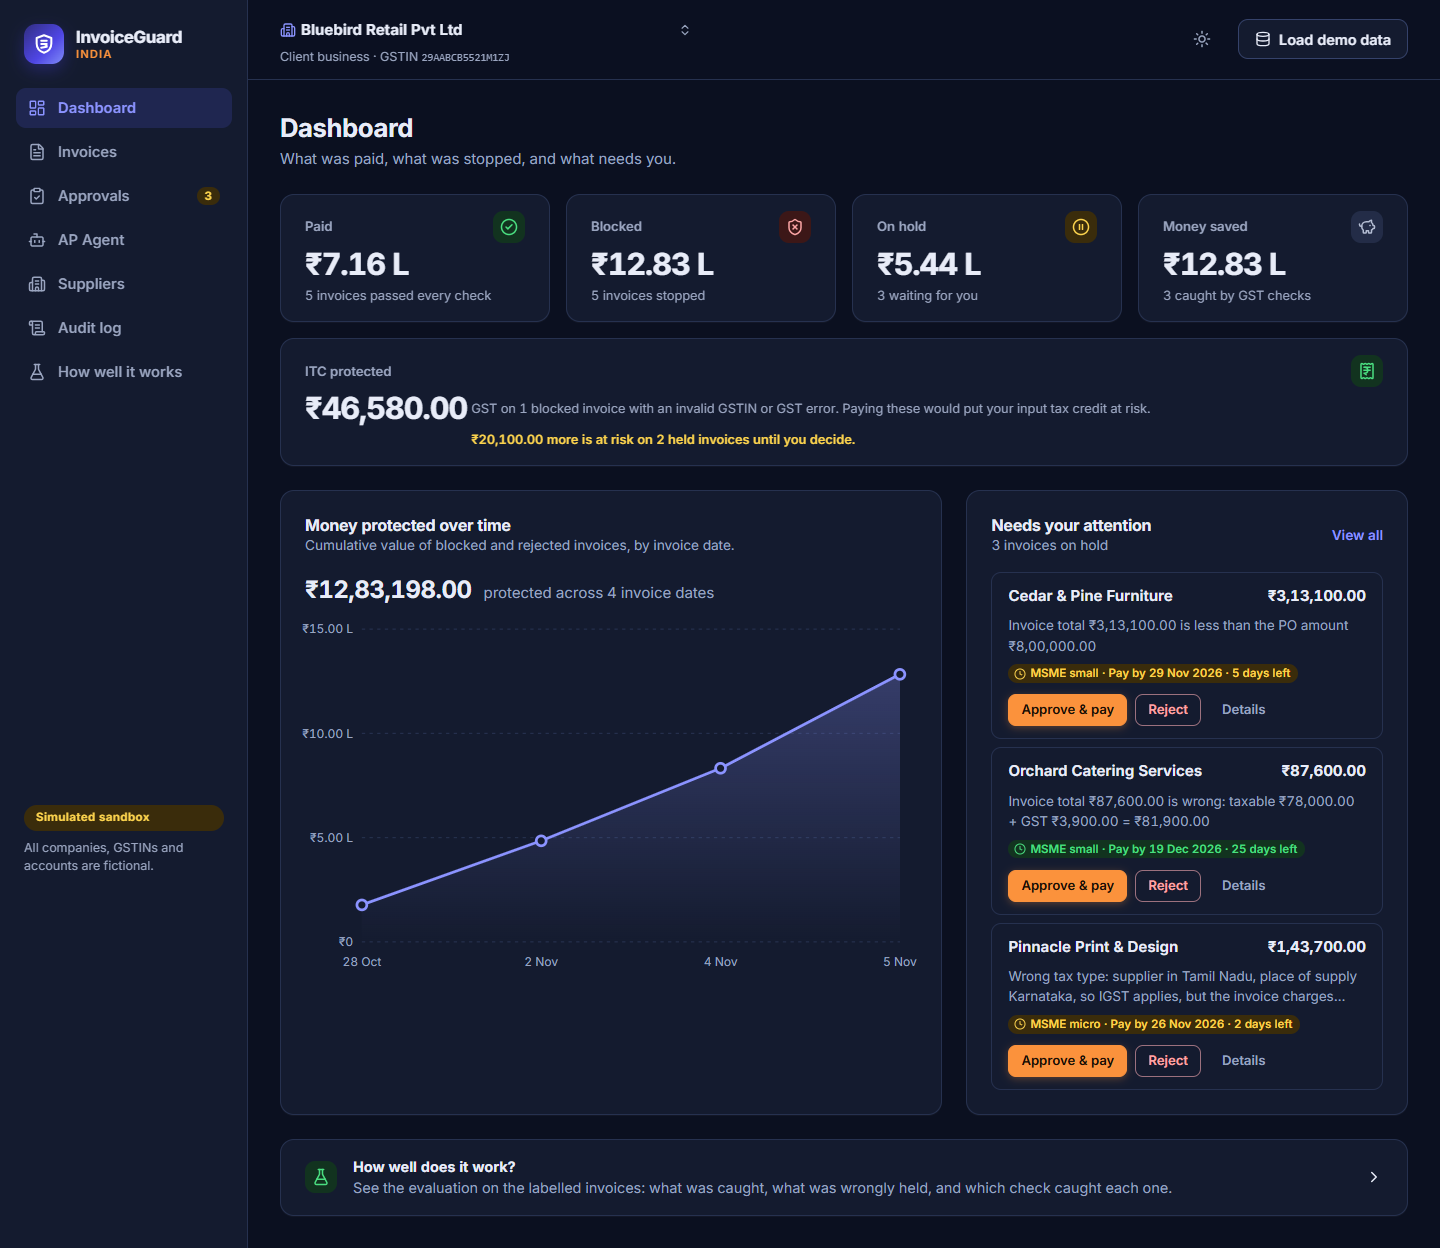 InvoiceGuard
INDIA
Dashboard
Invoices
Approvals
3
AP Agent
Suppliers
Audit log
How well it works
Simulated sandbox
All companies, GSTINs and
accounts are fictional.
Bluebird Retail Pvt Ltd
Client business · GSTIN 29AABCB5521M1ZJ
Load demo data
Dashboard
What was paid, what was stopped, and what needs you.
Paid
₹7.16 L
5 invoices passed every check
Blocked
₹12.83 L
5 invoices stopped
On hold
₹5.44 L
3 waiting for you
Money saved
₹12.83 L
3 caught by GST checks
ITC protected
₹46,580.00 GST on 1 blocked invoice with an invalid GSTIN or GST error. Paying these would put your input tax credit at risk.
₹20,100.00 more is at risk on 2 held invoices until you decide.
Money protected over time
Cumulative value of blocked and rejected invoices, by invoice date.
₹12,83,198.00 protected across 4 invoice dates
₹15.00 L
₹10.00 L
₹5.00 L
₹0
28 Oct
2 Nov
4 Nov
5 Nov
Needs your attention
3 invoices on hold
View all
Cedar & Pine Furniture
₹3,13,100.00
Invoice total ₹3,13,100.00 is less than the PO amount
₹8,00,000.00
MSME small · Pay by 29 Nov 2026 · 5 days left
Approve & pay
Reject
Details
Orchard Catering Services
₹87,600.00
Invoice total ₹87,600.00 is wrong: taxable ₹78,000.00
+ GST ₹3,900.00 = ₹81,900.00
MSME small · Pay by 19 Dec 2026 · 25 days left
Approve & pay
Reject
Details
Pinnacle Print & Design
₹1,43,700.00
Wrong tax type: supplier in Tamil Nadu, place of supply
Karnataka, so IGST applies, but the invoice charges...
MSME micro · Pay by 26 Nov 2026 · 2 days left
Approve & pay
Reject
Details
How well does it work?
See the evaluation on the labelled invoices: what was caught, what was wrongly held, and which check caught each one.